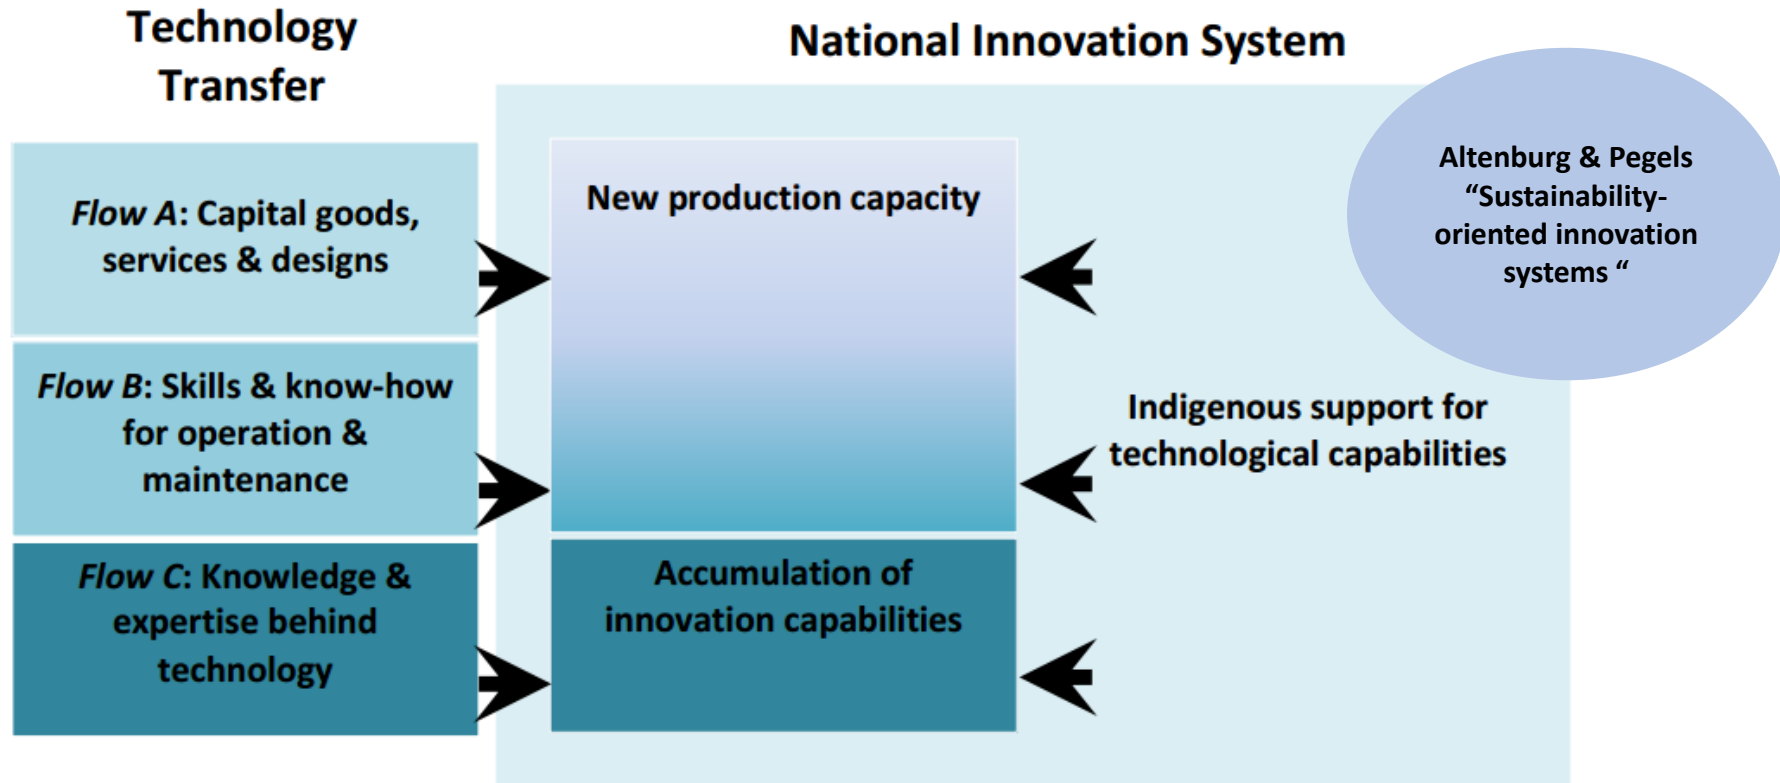 Technology
Transfer
National Innovation System
Flow A: Capital goods,
services & designs
Flow B: Skills & know-how
for operation &
maintenance
Flow C: Knowledge &
expertise behind
technology
New production capacity
Accumulation of
innovation capabilities
Indigenous support for
technological capabilities
Altenburg & Pegels
“Sustainability-
oriented innovation
systems “